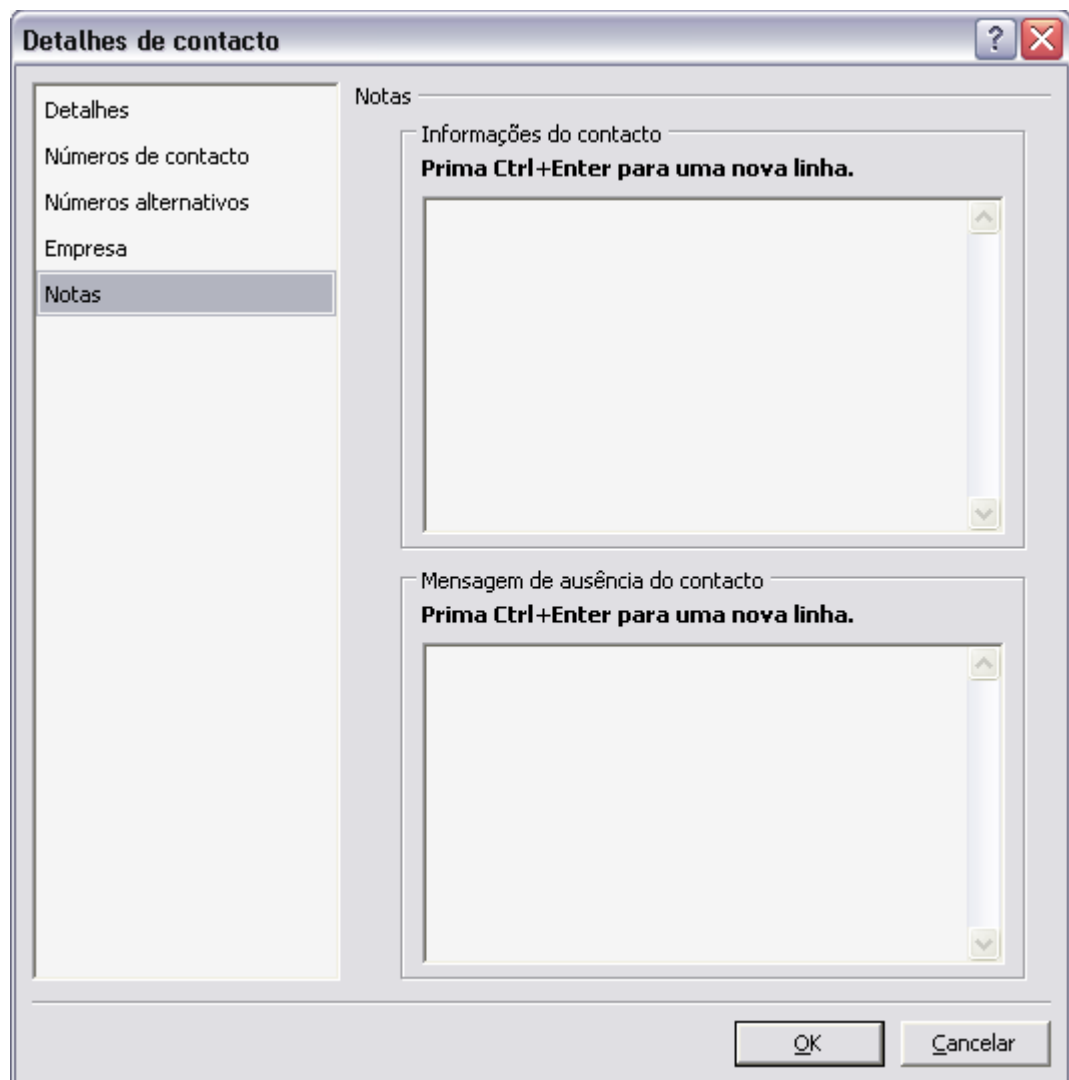 Detalhes de contacto
Detalhes
Números de contacto
Números alternativos
Empresa
Notas
Notas
Informações do contacto
Prima Ctrl+Enter para uma nova linha.
Mensagem de ausência do contacto
Prima Ctrl+Enter para uma nova linha.
OK
Cancelar